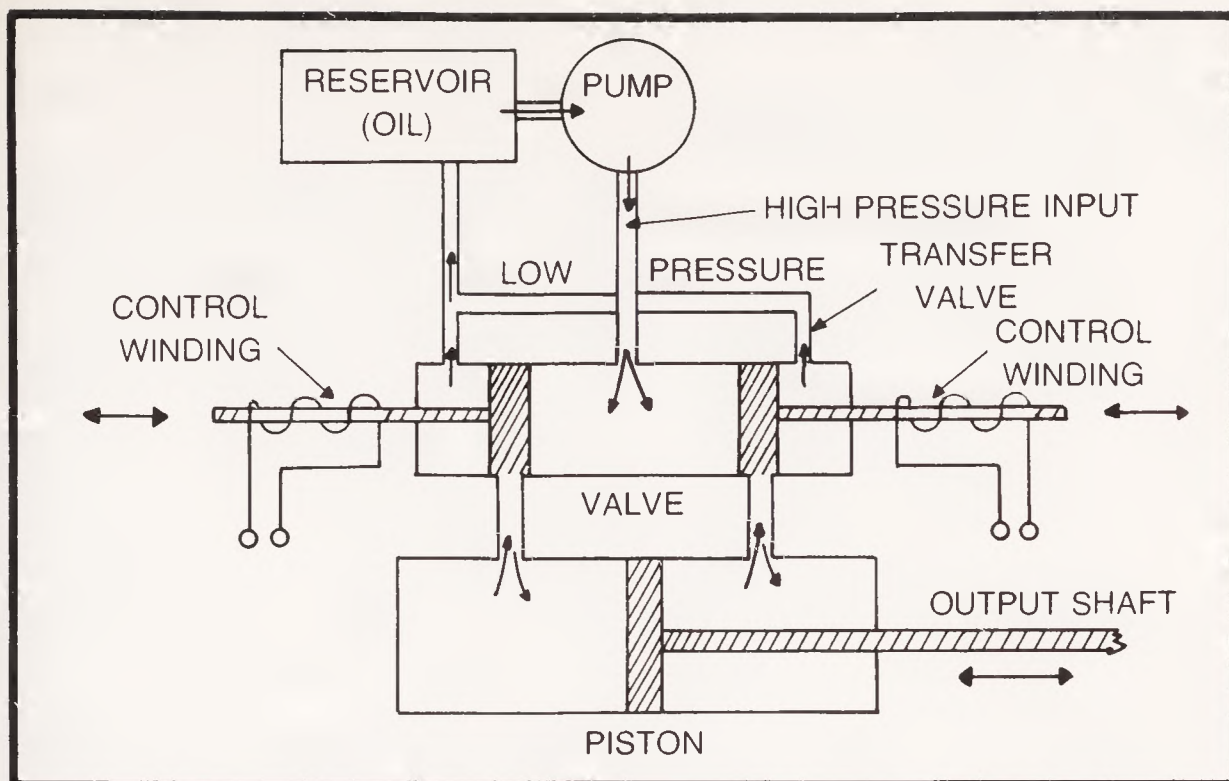 RESERVOIR
(OIL)
PUMP
HIGH PRESSURE INPUT
LOW PRESSURE
TRANSFER
VALVE
CONTROL
WINDING
CONTROL
WINDING
VALVE
OUTPUT SHAFT
PISTON